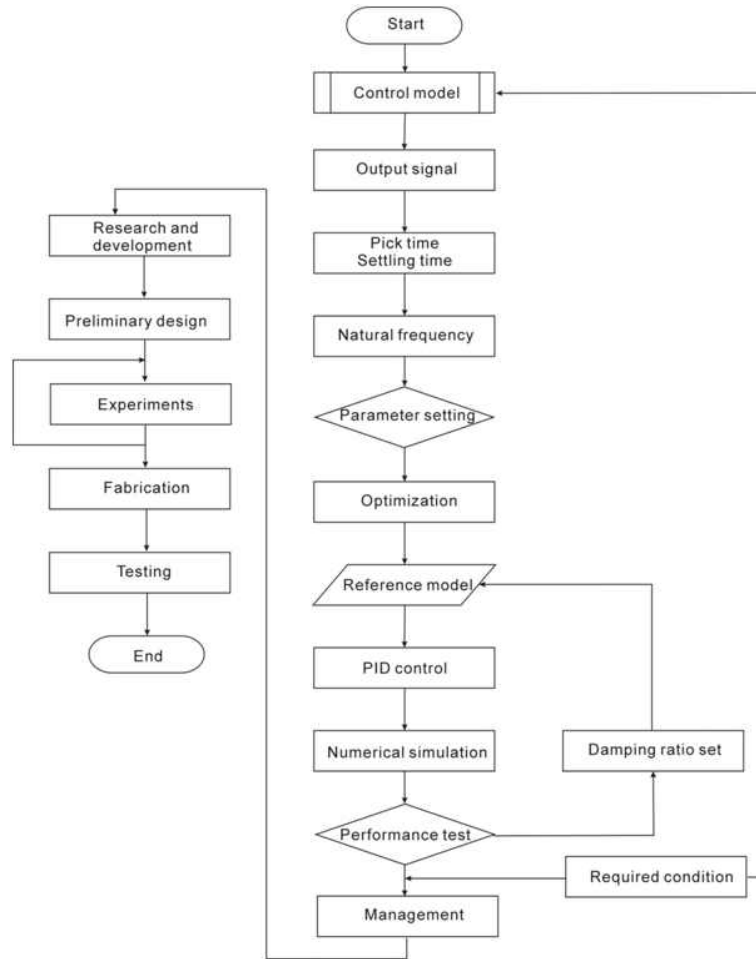 Start
Control model
Output signal
Pick time
Settling time
Natural frequency
Parameter setting
Optimization
Reference model
PID control
Numerical simulation
Damping ratio set
Performance test
Required condition
Management
Research and
development
Preliminary design
Experiments
Fabrication
Testing
End